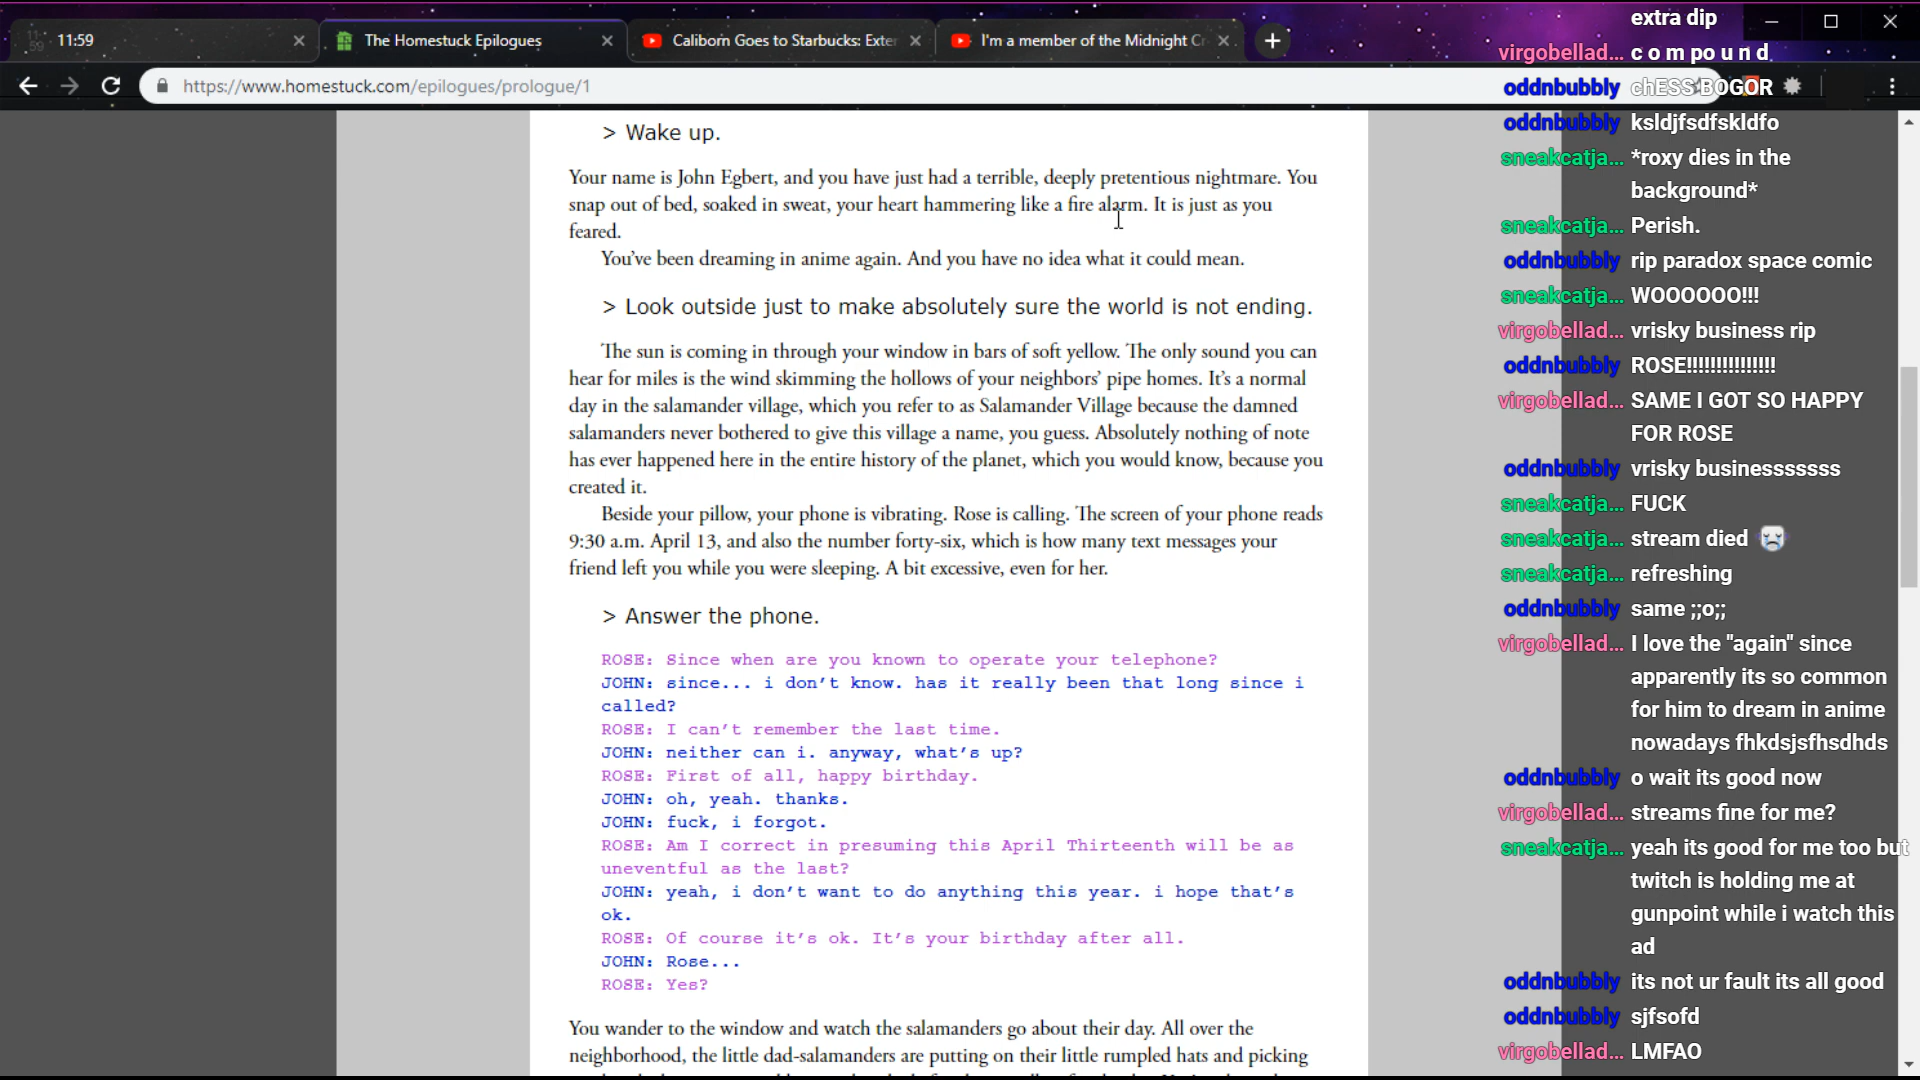 11:59
The Homestuck Epilogues
Caliborn Goes to Starbucks: Exter
I'm a member of the Midnight Cr
https://www.homestuck.com/epilogues/prologue/1
> Wake up.
Your name is John Egbert, and you have just had a terrible, deeply pretentious nightmare. You
snap out of bed, soaked in sweat, your heart hammering like a fire alarm. It is just as you
feared.
You've been dreaming in anime again. And you have no idea what it could mean.
> Look outside just to make absolutely sure the world is not ending.
The sun is coming in through your window in bars of soft yellow. The only sound you can
hear for miles is the wind skimming the hollows of your neighbors' pipe homes. It's a normal
day in the salamander village, which you refer to as Salamander Village because the damned
salamanders never bothered to give this village a name, you guess. Absolutely nothing of note
has ever happened here in the entire history of the planet, which you would know, because you
created it.
Beside your pillow, your phone is vibrating. Rose is calling. The screen of your phone reads
9:30 a.m. April 13, and also the number forty-six, which is how many text messages your
friend left you while you were sleeping. A bit excessive, even for her.
> Answer the phone.
ROSE: Since when are you known to operate your telephone?
JOHN: since... i don't know. has it really been that long since i
called?
ROSE: I can't remember the last time.
JOHN: neither can i. anyway, what's up?
ROSE: First of all, happy birthday.
JOHN: oh, yeah. thanks.
JOHN: fuck, i forgot.
ROSE: Am I correct in presuming this April Thirteenth will be as
uneventful as the last?
JOHN: yeah, i don't want to do anything this year. i hope that's
ok.
ROSE: Of course it's ok. It's your birthday after all.
JOHN: Rose...
ROSE: Yes?
You wander to the window and watch the salamanders go about their day. All over the
neighborhood, the little dad-salamanders are putting on their little rumpled hats and picking
extra dip
virgobellad... c o m p o u n d
oddnbubbly chESS BOGOR
oddnbubbly ksldjfsdfskldfo
sneakcatja... *roxy dies in the
background*
sneakcatja... Perish.
oddnbubbly rip paradox space comic
sneakcatja... WOOOOOO!!!
virgobellad... vrisky business rip
oddnbubbly ROSE!!!!!!!!!!!!!!!
virgobellad... SAME I GOT SO HAPPY
FOR ROSE
oddnbubbly vrisky businesssssss
sneakcatja... FUCK
sneakcatja... stream died
sneakcatja... refreshing
oddnbubbly same ;;o;;
virgobellad... I love the "again" since
apparently its so common
for him to dream in anime
nowadays fhkdsjsfhsdhds
oddnbubbly o wait its good now
virgobellad... streams fine for me?
sneakcatja... yeah its good for me too but
twitch is holding me at
gunpoint while i watch this
ad
oddnbubbly its not ur fault its all good
oddnbubbly sjfsofd
virgobellad... LMFAO